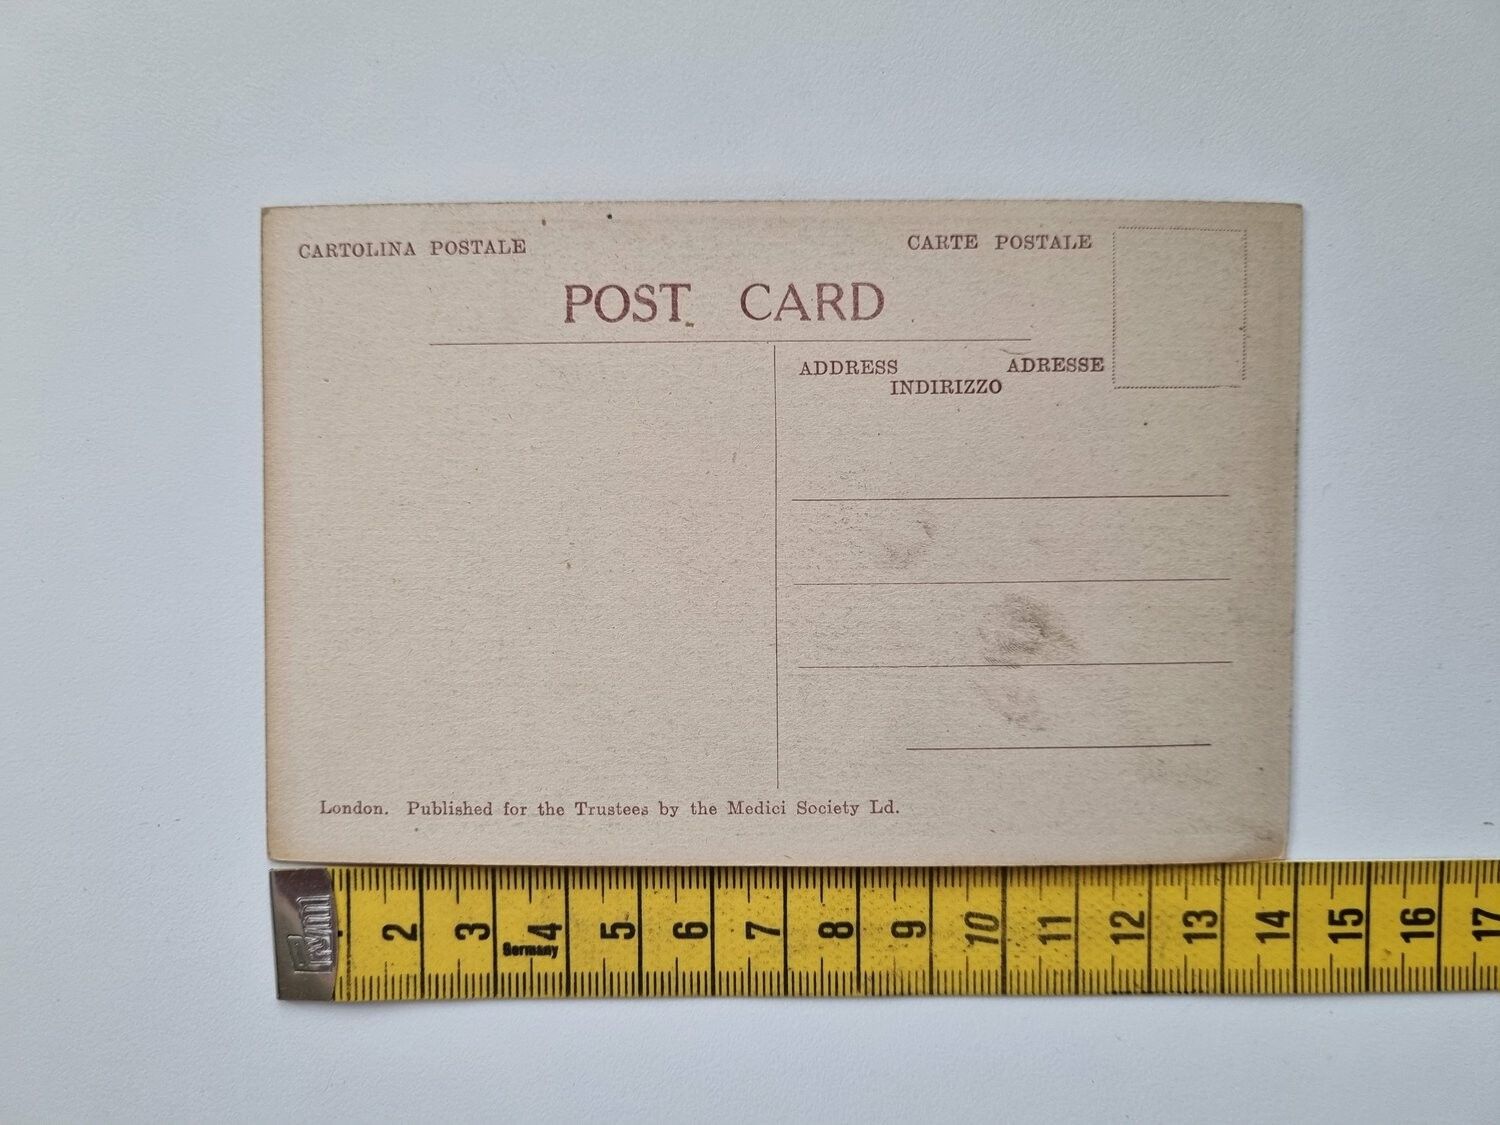 CARTOLINA POSTALE
CARTE POSTALE
POST CARD
ADDRESS
ADRESSE
INDIRIZZO
London. Published for the Trustees by the Medici Society Ld.
Prym
2 3 4 5 6 7 8 9 10 11 12 13 14 15 16 17
Germany